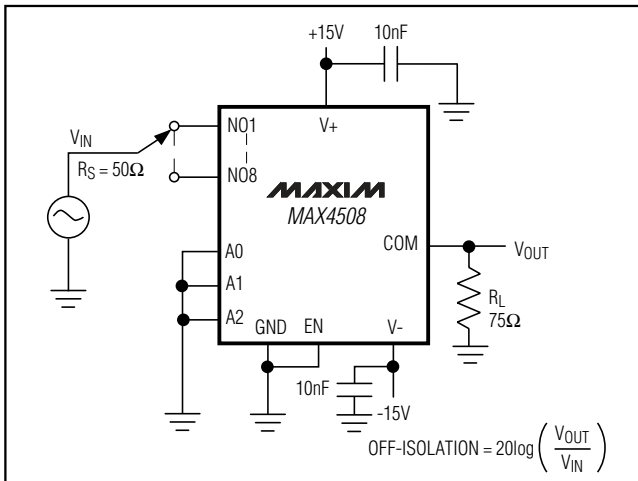 +15V
10nF
V+
NO1
V_IN
R_S = 50Ω
NO8
MAXIM
MAX4508
COM
V_OUT
A0
A1
A2
R_L
75Ω
GND EN V-
10nF
-15V
OFF-ISOLATION = 20log ( V_OUT / V_IN )